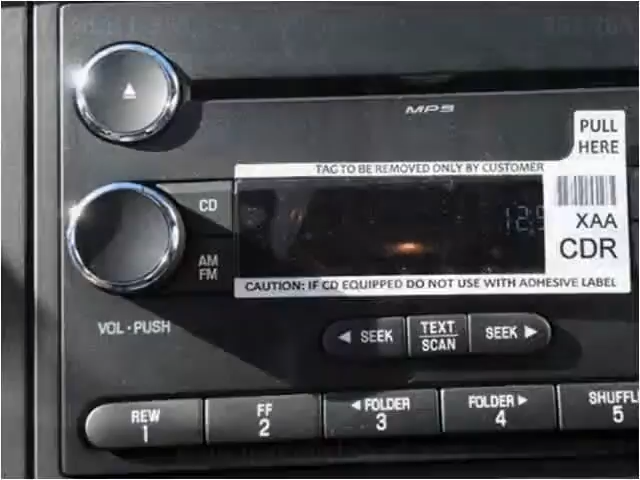 MP3
PULL
HERE
TAG TO BE REMOVED ONLY BY CUSTOMER
XAA
CDR
CD
AM
FM
CAUTION: IF CD EQUIPPED DO NOT USE WITH ADHESIVE LABEL
VOL·PUSH
◄ SEEK
TEXT
SCAN
SEEK ►
REW
1
FF
2
◄ FOLDER
3
FOLDER ►
4
SHUFFL
5